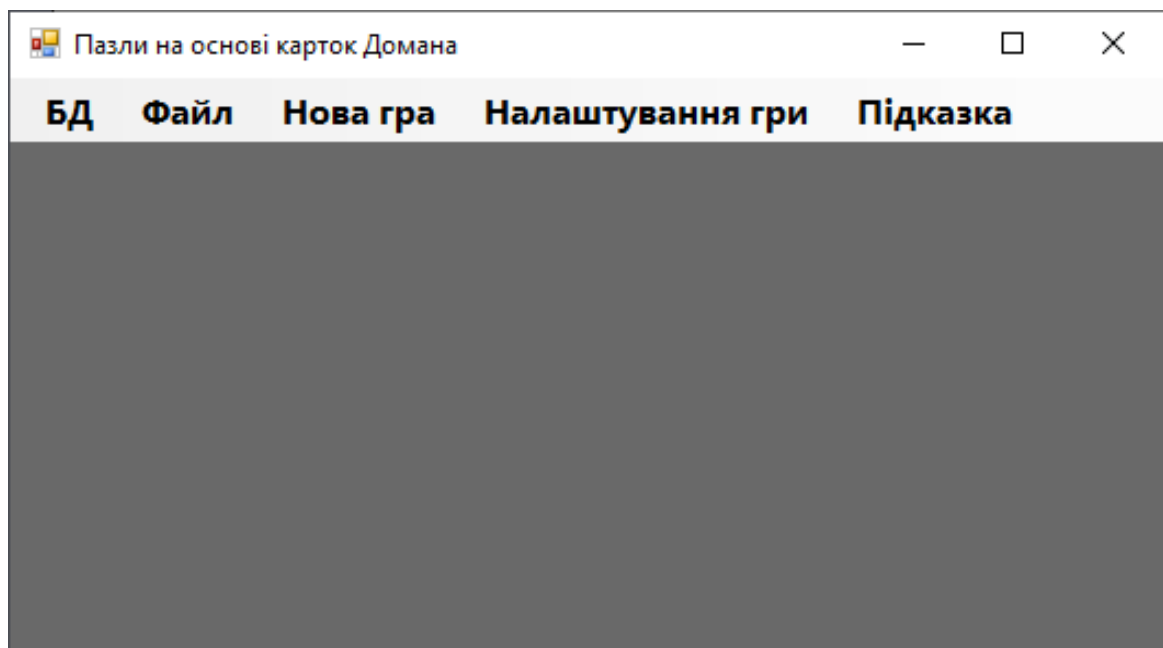 Пазли на основі карток Домана
БД Файл Нова гра Налаштування гри Підказка